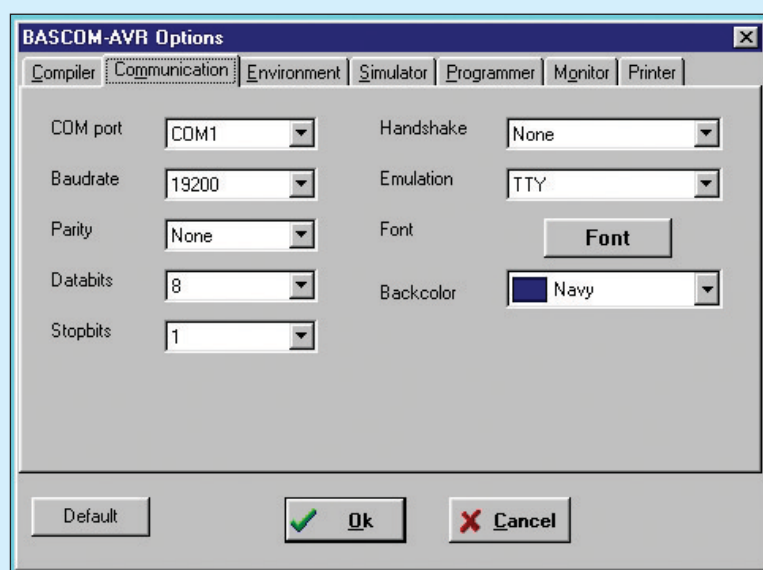 BASCOM-AVR Options
Compiler Communication Environment Simulator Programmer Monitor Printer
COM port COM1 Handshake None
Baudrate 19200 Emulation TTY
Parity None Font Font
Databits 8 Backcolor Navy
Stopbits 1
Default Ok Cancel